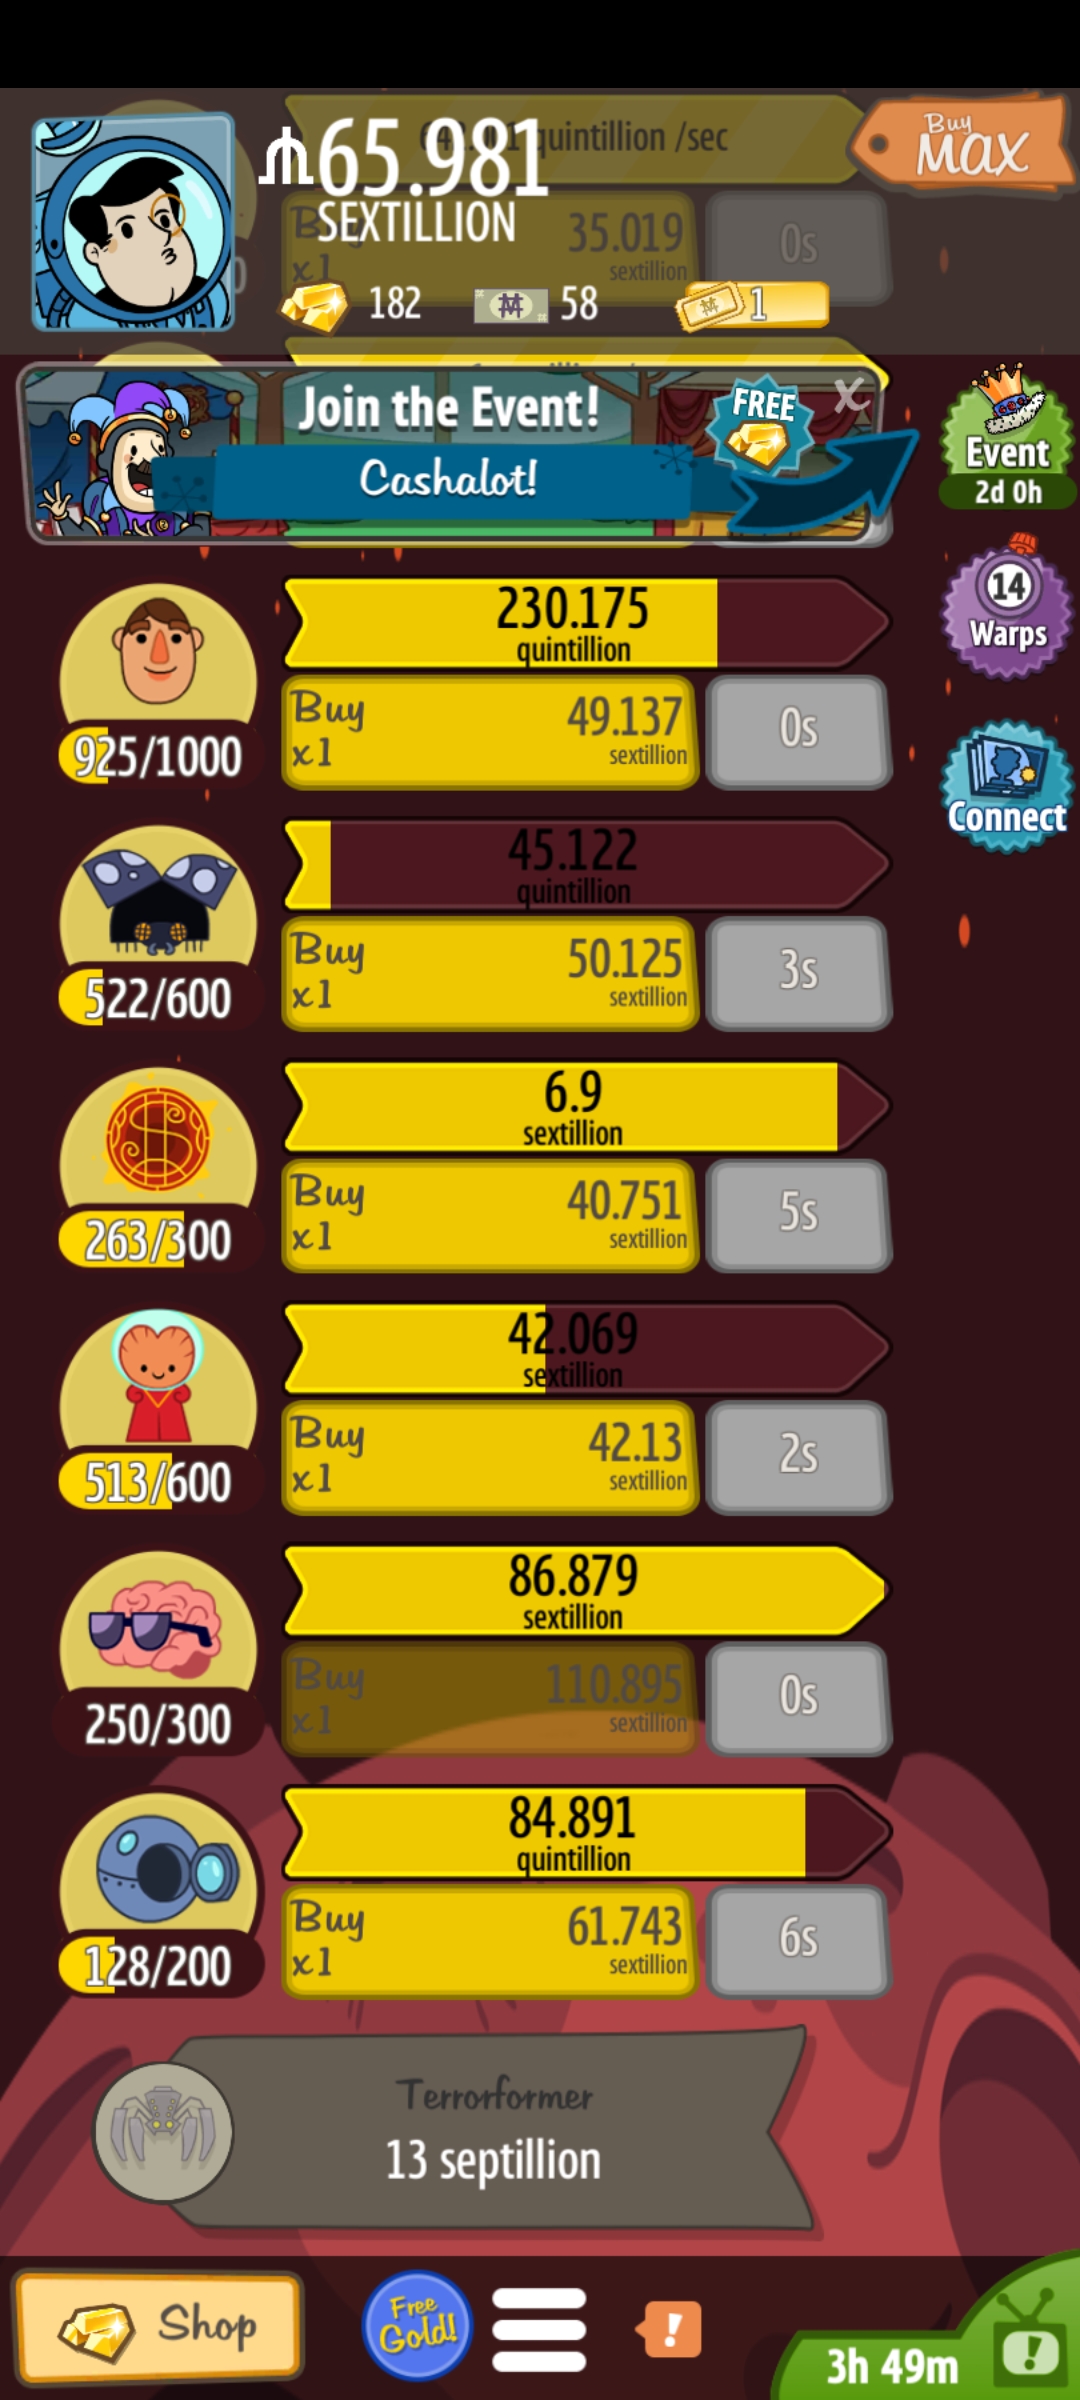 /sec
65.981
Buy
MAX
SEXTILLION
35.019
x1
sextillion
0s
182
58
1
Join the Event!
FREE
X
Cashalot!
Event
2d 0h
230.175
quintillion
14
Warps
Buy
x1
49.137
sextillion
0s
925/1000
Connect
45.122
quintillion
Buy
x1
50.125
sextillion
3s
522/600
6.9
sextillion
Buy
x1
40.751
sextillion
5s
263/300
42.069
sextillion
Buy
x1
42.13
sextillion
2s
513/600
86.879
sextillion
Buy
x1
110.895
sextillion
0s
250/300
84.891
quintillion
Buy
x1
61.743
sextillion
6s
128/200
Terrorformer
13 septillion
Shop
Free
Gold!
!
3h 49m
!